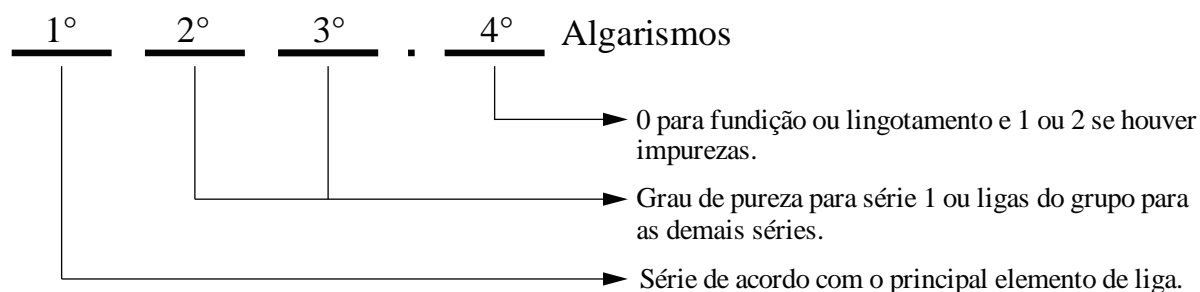 1° 2° 3° . 4° Algarismos
0 para fundição ou lingotamento e 1 ou 2 se houver
impurezas.
Grau de pureza para série 1 ou ligas do grupo para
as demais séries.
Série de acordo com o principal elemento de liga.